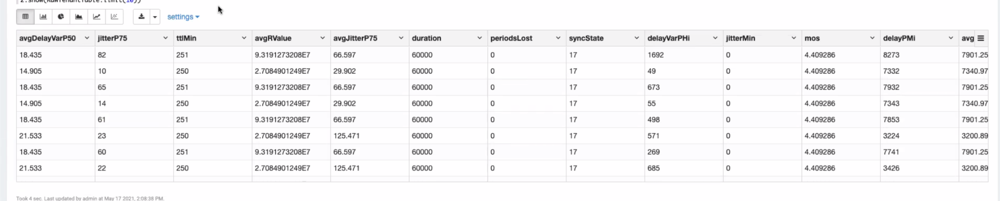 z.show(RawTenantTable.limit(10))
settings
avgDelayVarP50 jitterP75 ttlMin avgRValue avgJitterP75 duration periodsLost syncState delayVarPHi jitterMin mos delayPMi avg
18.435 82 251 9.3191273208E7 66.597 60000 0 17 1692 0 4.409286 8273 7901.25
14.905 10 250 2.7084901249E7 29.902 60000 0 17 49 0 4.409286 7332 7340.97
18.435 65 251 9.3191273208E7 66.597 60000 0 17 673 0 4.409286 7932 7901.25
14.905 14 250 2.7084901249E7 29.902 60000 0 17 55 0 4.409286 7343 7340.97
18.435 61 251 9.3191273208E7 66.597 60000 0 17 498 0 4.409286 7853 7901.25
21.533 23 250 2.7084901249E7 125.471 60000 0 17 571 0 4.409286 3224 3200.89
18.435 60 251 9.3191273208E7 66.597 60000 0 17 269 0 4.409286 7741 7901.25
21.533 22 250 2.7084901249E7 125.471 60000 0 17 685 0 4.409286 3426 3200.89
Took 4 sec. Last updated by admin at May 17 2021, 2:08:38 PM.